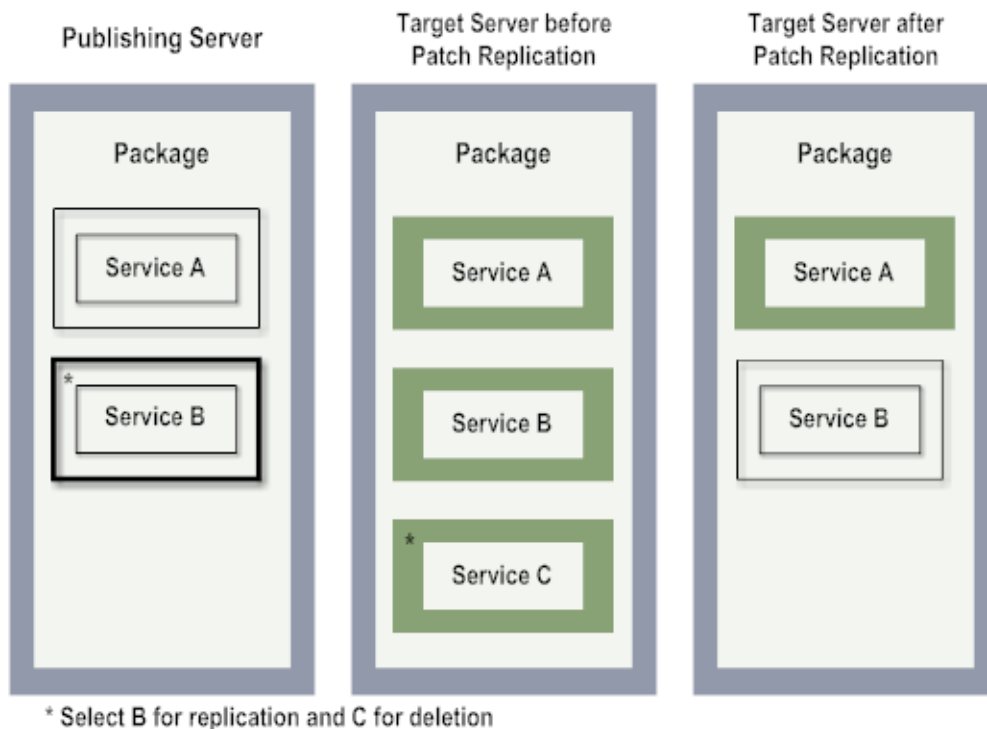 Publishing Server
Target Server before
Patch Replication
Target Server after
Patch Replication
Package
Service A
*
Service B
Package
Service A
Service B
*
Service C
Package
Service A
Service B
* Select B for replication and C for deletion